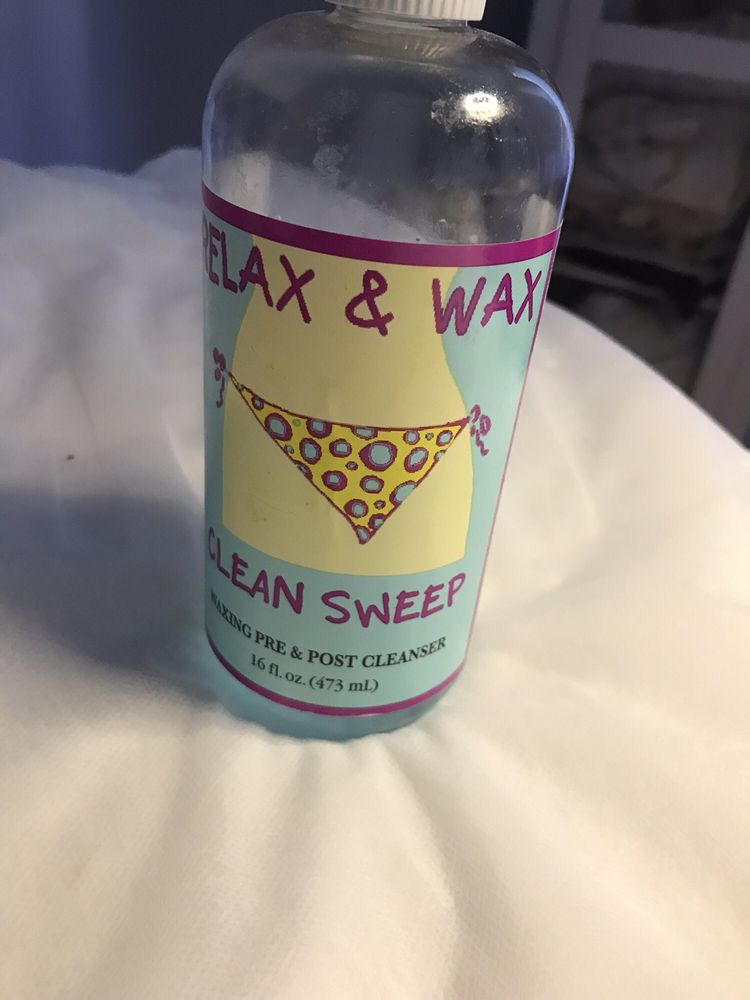 RELAX & WAX
CLEAN SWEEP
WAXING PRE & POST CLEANSER
16 fl. oz. (473 mL)